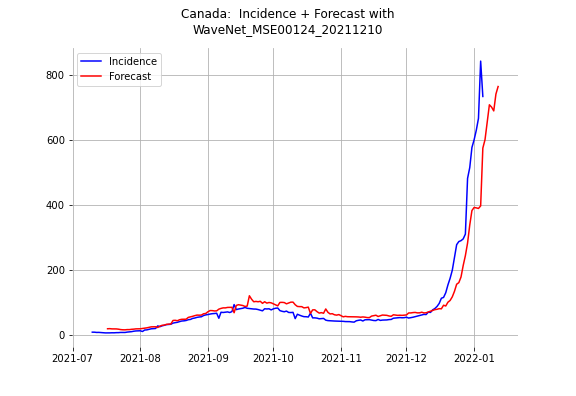 Canada:  Incidence + Forecast with
WaveNet_MSE00124_20211210
Incidence
Forecast
800
600
400
200
0
2021-07 2021-08 2021-09 2021-10 2021-11 2021-12 2022-01